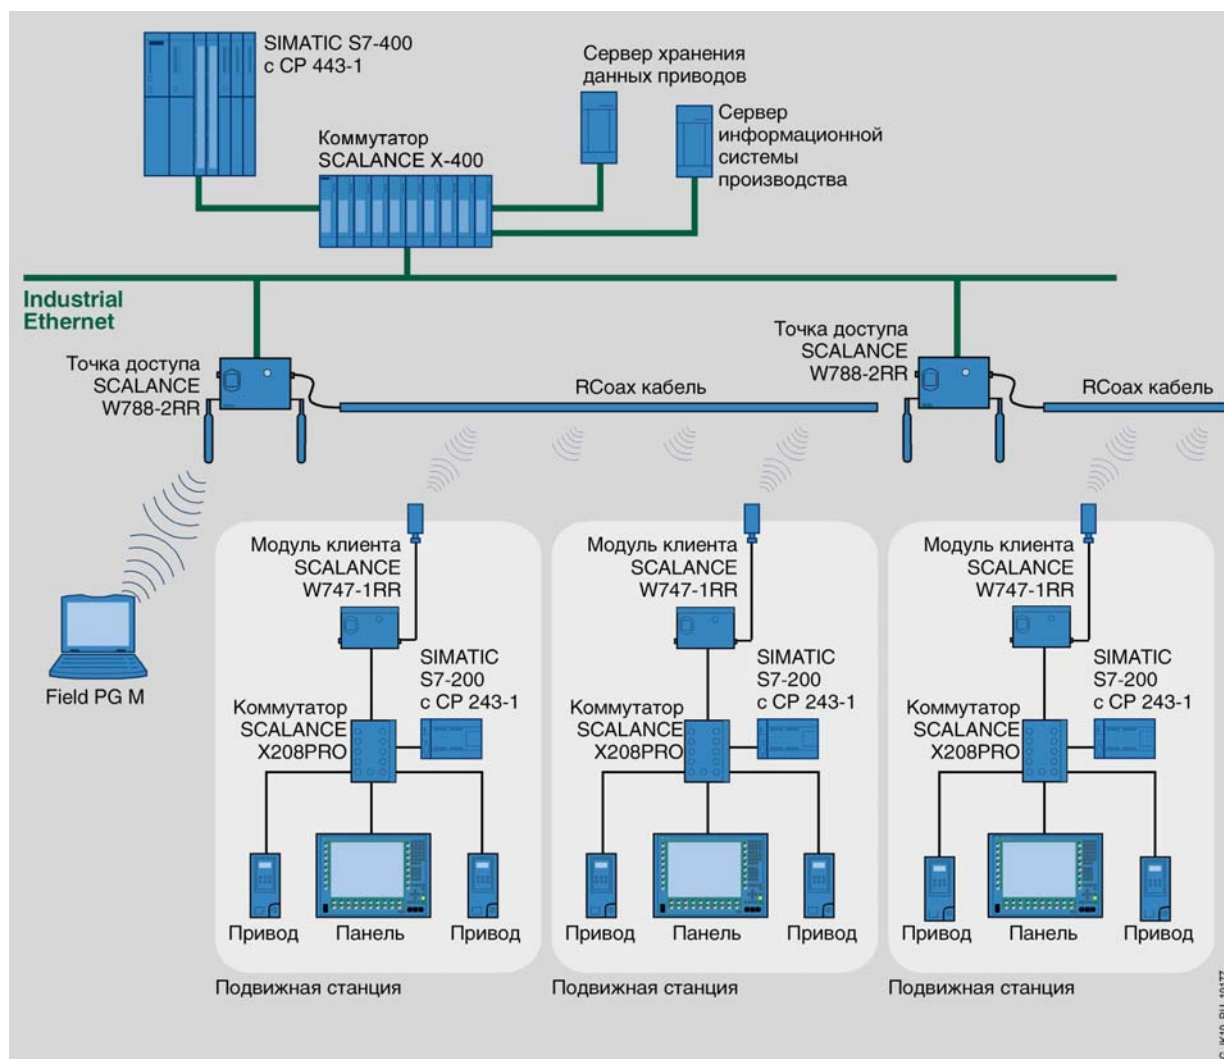 SIMATIC S7-400
с CP 443-1
Сервер хранения
данных приводов
Сервер
информационной
системы
производства
Коммутатор
SCALANCE X-400
Industrial
Ethernet
Точка доступа
SCALANCE
W788-2RR
RCoax кабель
Точка доступа
SCALANCE
W788-2RR
RCoax кабель
Field PG M
Модуль клиента
SCALANCE
W747-1RR
SIMATIC
S7-200
с CP 243-1
Коммутатор
SCALANCE
X208PRO
Привод
Панель
Привод
Подвижная станция
Модуль клиента
SCALANCE
W747-1RR
SIMATIC
S7-200
с CP 243-1
Коммутатор
SCALANCE
X208PRO
Привод
Панель
Привод
Подвижная станция
Модуль клиента
SCALANCE
W747-1RR
SIMATIC
S7-200
с CP 243-1
Коммутатор
SCALANCE
X208PRO
Привод
Панель
Привод
Подвижная станция